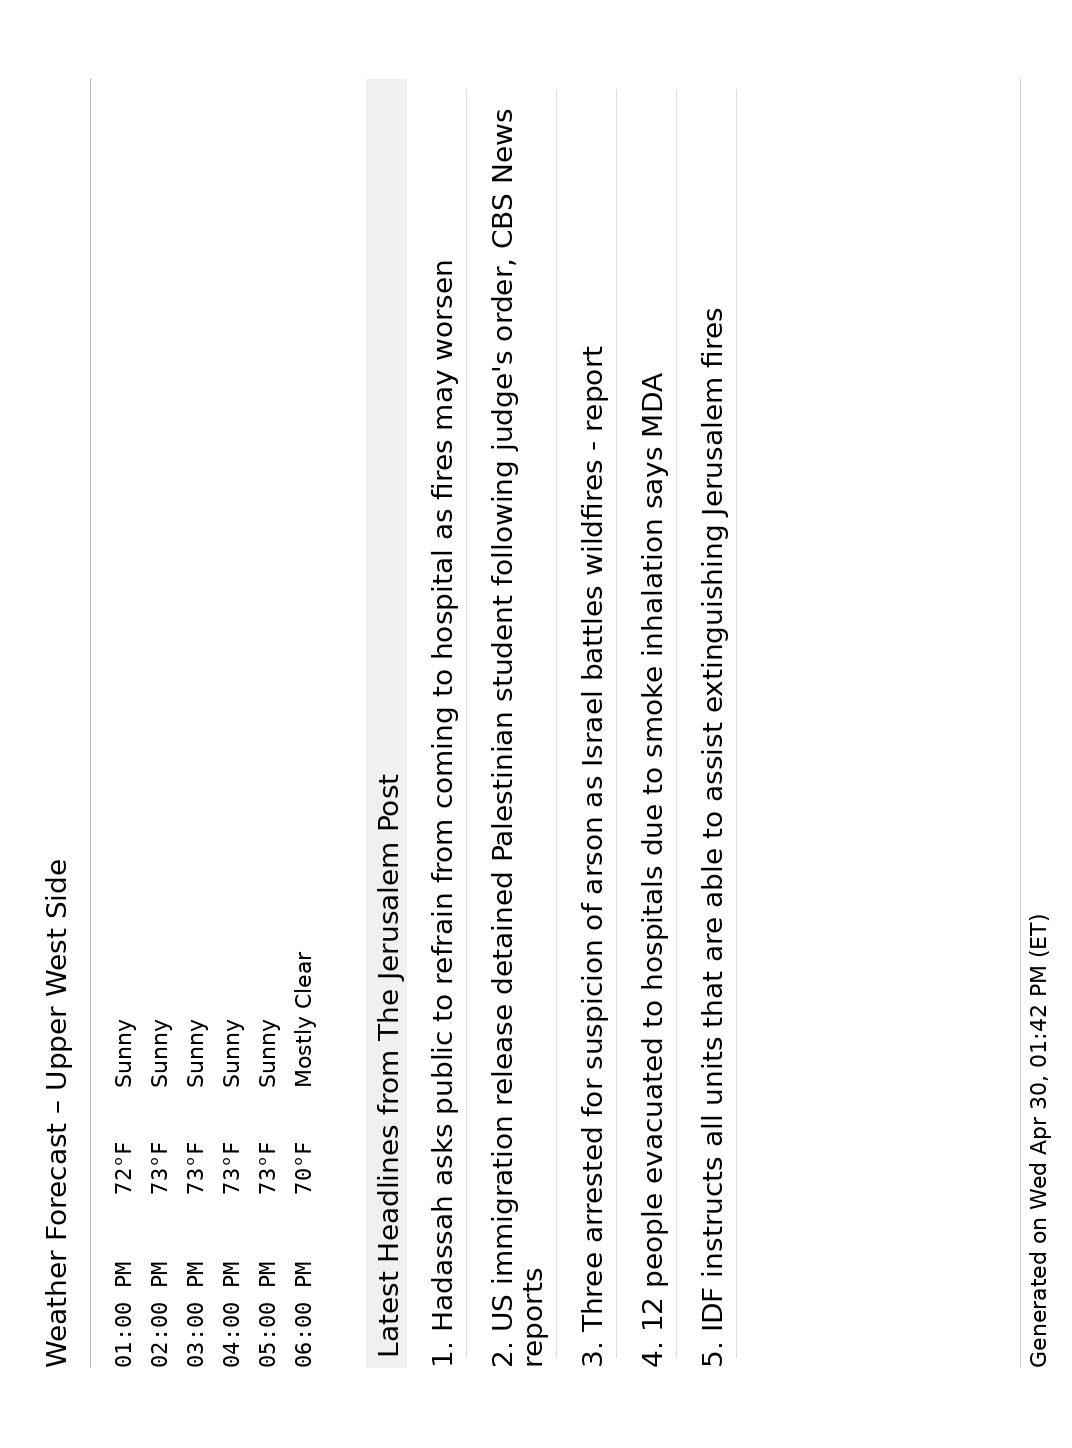 Weather Forecast – Upper West Side
01:00 PM 72°F Sunny
02:00 PM 73°F Sunny
03:00 PM 73°F Sunny
04:00 PM 73°F Sunny
05:00 PM 73°F Sunny
06:00 PM 70°F Mostly Clear
Latest Headlines from The Jerusalem Post
1. Hadassah asks public to refrain from coming to hospital as fires may worsen
2. US immigration release detained Palestinian student following judge's order, CBS News
reports
3. Three arrested for suspicion of arson as Israel battles wildfires - report
4. 12 people evacuated to hospitals due to smoke inhalation says MDA
5. IDF instructs all units that are able to assist extinguishing Jerusalem fires
Generated on Wed Apr 30, 01:42 PM (ET)